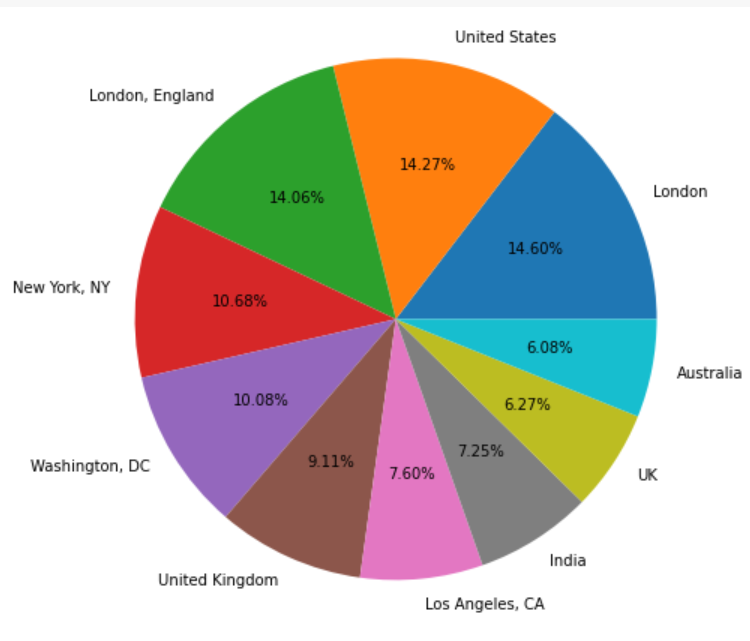 United States
London, England
14.27%
14.06%
London
14.60%
New York, NY
10.68%
6.08%
Australia
10.08%
6.27%
7.25%
9.11%
7.60%
Washington, DC
UK
India
United Kingdom
Los Angeles, CA